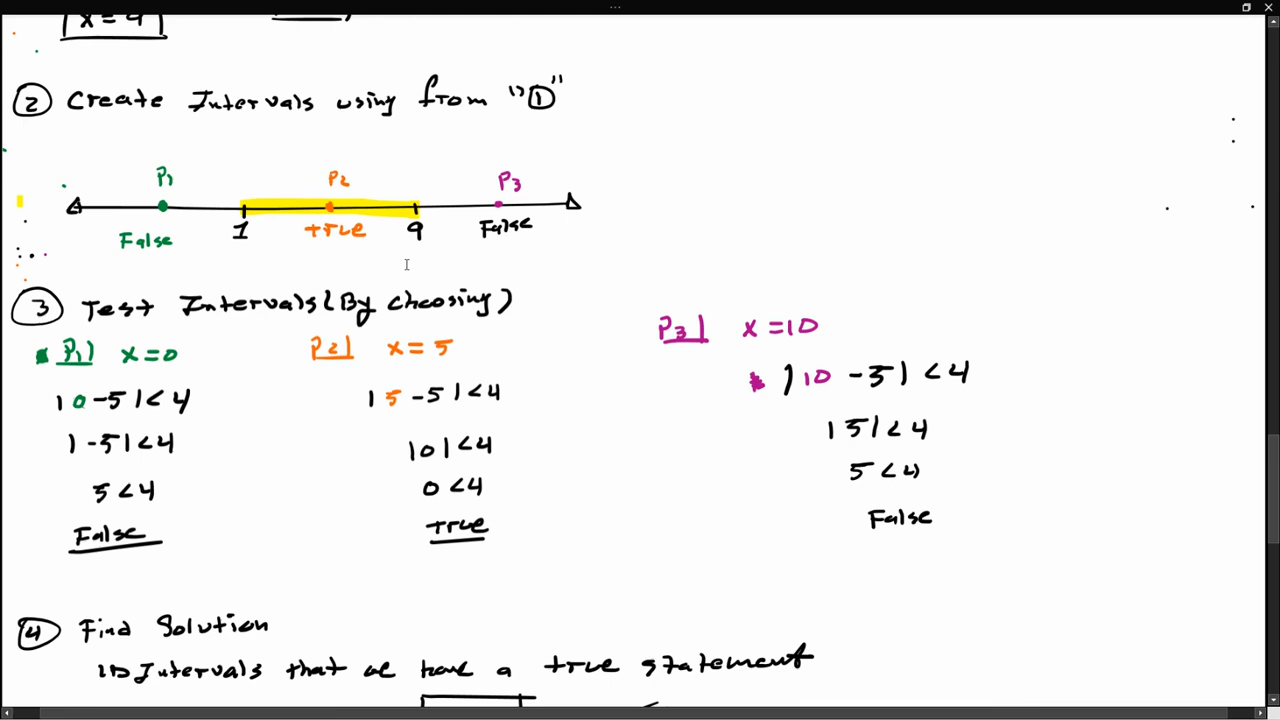 x = 9
② Create Intervals using from "①"
P1 P2 P3
False 1 true 9 False
③ Test Intervals (By choosing)
P1| x=0
|0-5|<4
|-5|<4
5<4
False
P2| x=5
|5-5|<4
|0|<4
0<4
true
P3| x=10
|10-5|<4
|5|<4
5<4
False
④ Find Solution
Intervals that we have a true statement